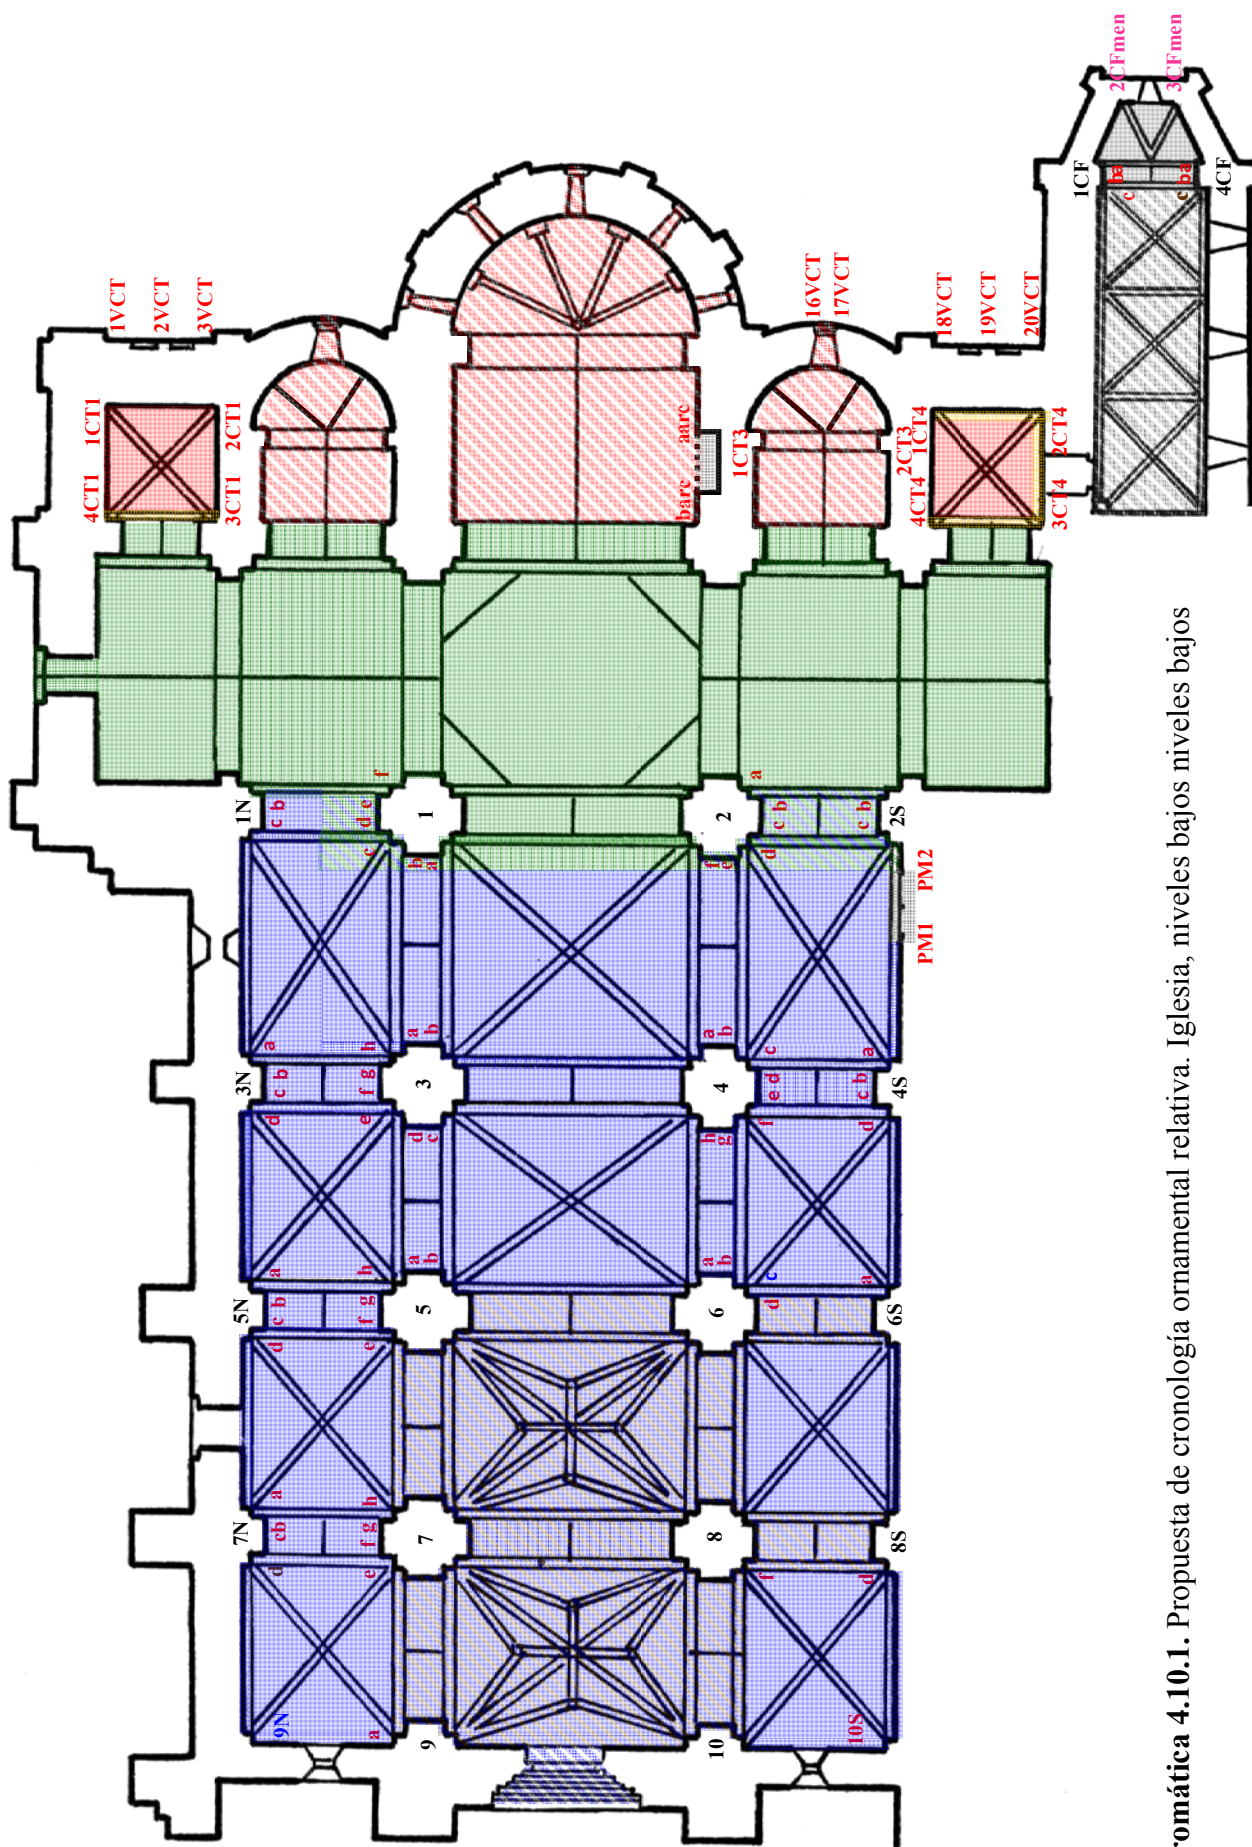 2CFmen
3CFmen
1CF
b a
c
b a
c
4CF
1VCT
2VCT
3VCT
16VCT
17VCT
18VCT
19VCT
20VCT
4CT1
1CT1
2CT1
3CT1
barc
aarc
1CT3
2CT3
4CT4
1CT4
2CT4
3CT4
1N
c b
d e
f
c
1
b
a
2
f
e
a
c b
c b
d
2S
PM1
PM2
3N
c b
f g
a
h
3
a
b
4
a
b
c
a
e d
c b
4S
d
e
d
c
h
g
f
d
5N
c b
f g
a
h
5
a
b
6
a
b
c
a
d
6S
d
e
7N
cb
f g
a
h
7
8
8S
d
e
f
d
9N
a
9
10
10S
romática 4.10.1. Propuesta de cronología ornamental relativa. Iglesia, niveles bajos niveles bajos